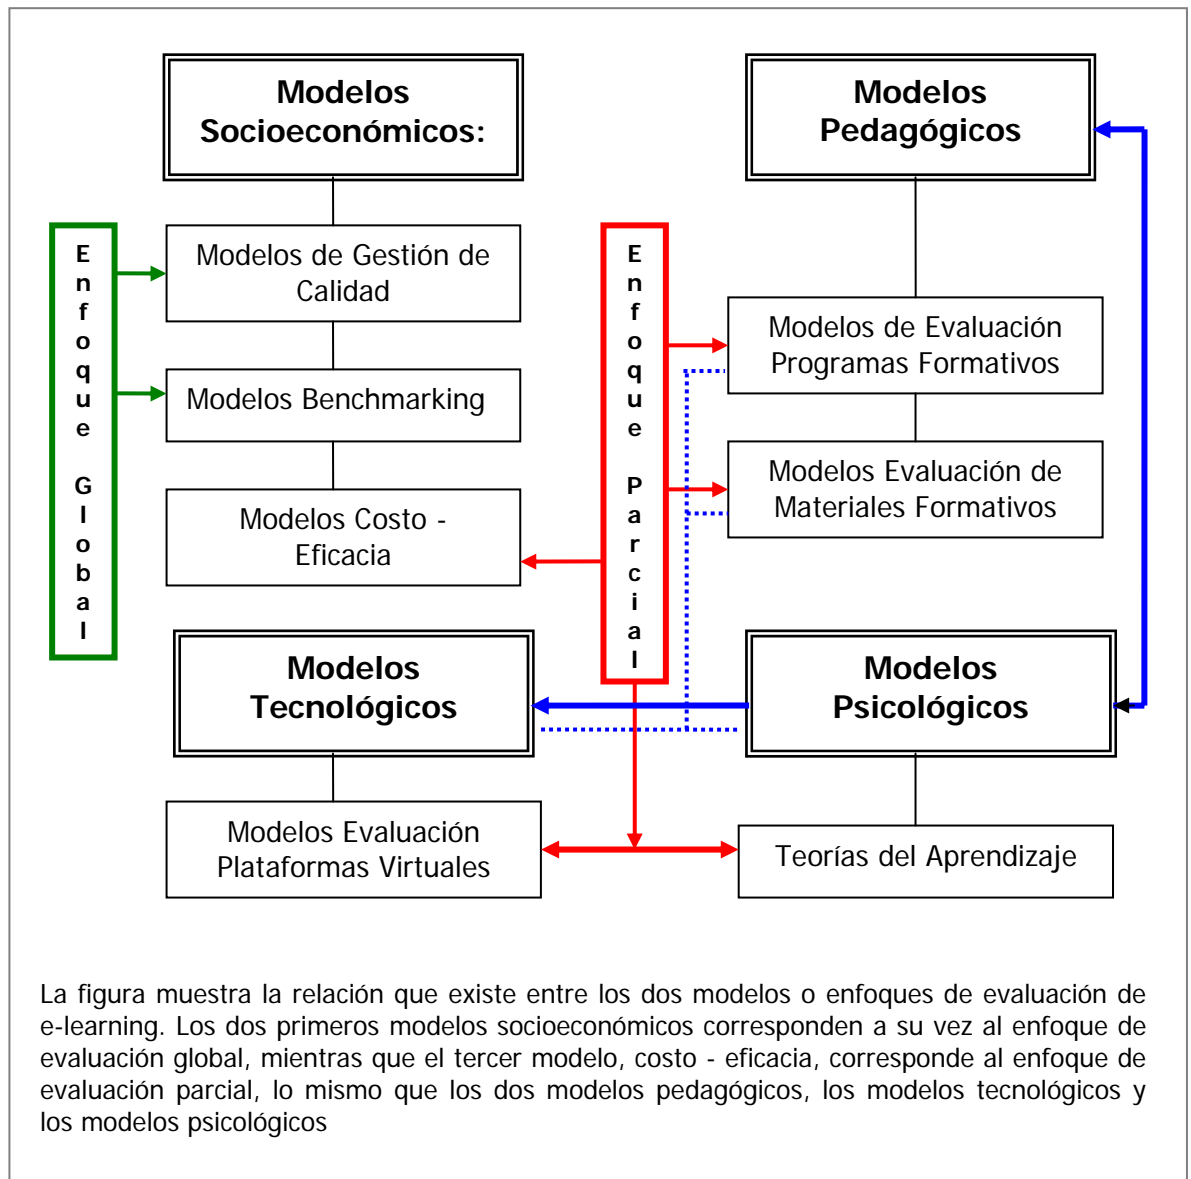 Modelos
Socioeconómicos:
Modelos
Pedagógicos
Enfoque Global
Modelos de Gestión de
Calidad
Modelos Benchmarking
Modelos Costo -
Eficacia
Enfoque Parcial
Modelos de Evaluación
Programas Formativos
Modelos Evaluación de
Materiales Formativos
Modelos
Tecnológicos
Modelos
Psicológicos
Modelos Evaluación
Plataformas Virtuales
Teorías del Aprendizaje
La figura muestra la relación que existe entre los dos modelos o enfoques de evaluación de
e-learning. Los dos primeros modelos socioeconómicos corresponden a su vez al enfoque de
evaluación global, mientras que el tercer modelo, costo - eficacia, corresponde al enfoque de
evaluación parcial, lo mismo que los dos modelos pedagógicos, los modelos tecnológicos y
los modelos psicológicos